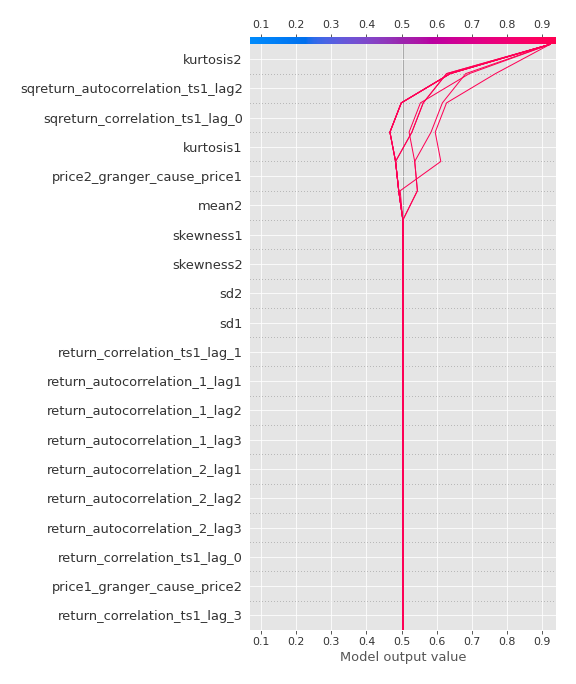 0.1 0.2 0.3 0.4 0.5 0.6 0.7 0.8 0.9
kurtosis2
sqreturn_autocorrelation_ts1_lag2
sqreturn_correlation_ts1_lag_0
kurtosis1
price2_granger_cause_price1
mean2
skewness1
skewness2
sd2
sd1
return_correlation_ts1_lag_1
return_autocorrelation_1_lag1
return_autocorrelation_1_lag2
return_autocorrelation_1_lag3
return_autocorrelation_2_lag1
return_autocorrelation_2_lag2
return_autocorrelation_2_lag3
return_correlation_ts1_lag_0
price1_granger_cause_price2
return_correlation_ts1_lag_3
0.1 0.2 0.3 0.4 0.5 0.6 0.7 0.8 0.9
Model output value